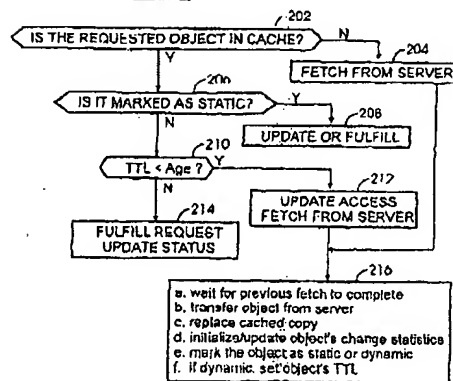 202
IS THE REQUESTED OBJECT IN CACHE?
N
204
Y
FETCH FROM SERVER
206
IS IT MARKED AS STATIC?
Y
208
N
UPDATE OR FULFILL
210
TTL < Age ?
Y
212
N
UPDATE ACCESS
FETCH FROM SERVER
214
FULFILL REQUEST
UPDATE STATUS
216
a. wait for previous fetch to complete
b. transfer object from server
c. replace cached copy
d. initialize/update object's change statistics
e. mark the object as static or dynamic
f. if dynamic, set object's TTL